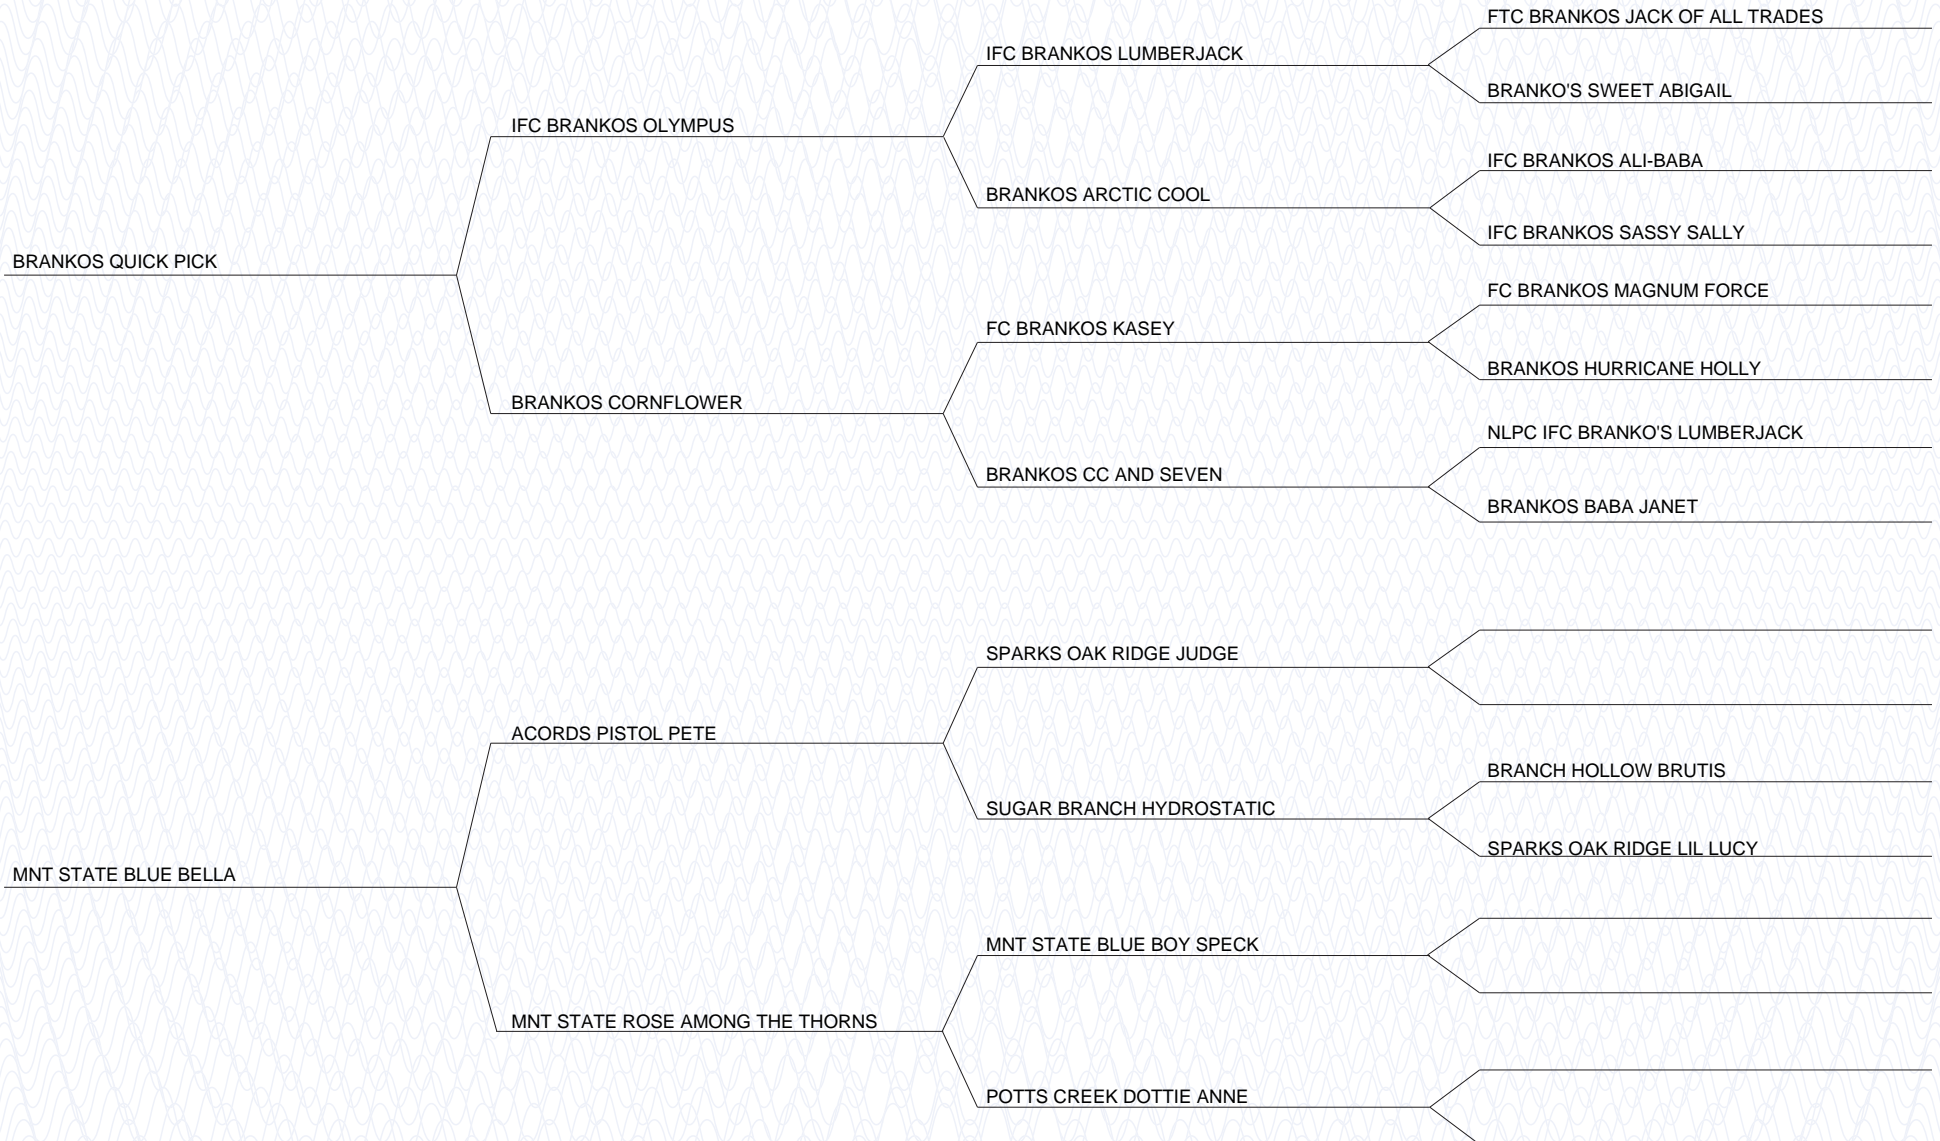 FTC BRANKOS JACK OF ALL TRADES
IFC BRANKOS LUMBERJACK
BRANKO'S SWEET ABIGAIL
IFC BRANKOS OLYMPUS
IFC BRANKOS ALI-BABA
BRANKOS ARCTIC COOL
IFC BRANKOS SASSY SALLY
BRANKOS QUICK PICK
FC BRANKOS MAGNUM FORCE
FC BRANKOS KASEY
BRANKOS HURRICANE HOLLY
BRANKOS CORNFLOWER
NLPC IFC BRANKO'S LUMBERJACK
BRANKOS CC AND SEVEN
BRANKOS BABA JANET
SPARKS OAK RIDGE JUDGE
ACORDS PISTOL PETE
BRANCH HOLLOW BRUTIS
SUGAR BRANCH HYDROSTATIC
SPARKS OAK RIDGE LIL LUCY
MNT STATE BLUE BELLA
MNT STATE BLUE BOY SPECK
MNT STATE ROSE AMONG THE THORNS
POTTS CREEK DOTTIE ANNE